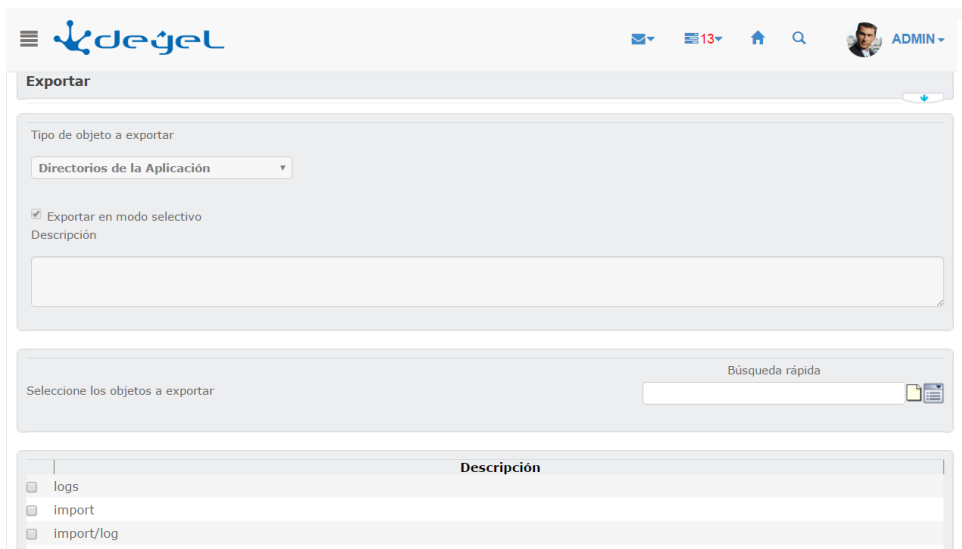 deyel
13
ADMIN
Exportar
Tipo de objeto a exportar
Directorios de la Aplicación
Exportar en modo selectivo
Descripción
Búsqueda rápida
Seleccione los objetos a exportar
Descripción
logs
import
import/log